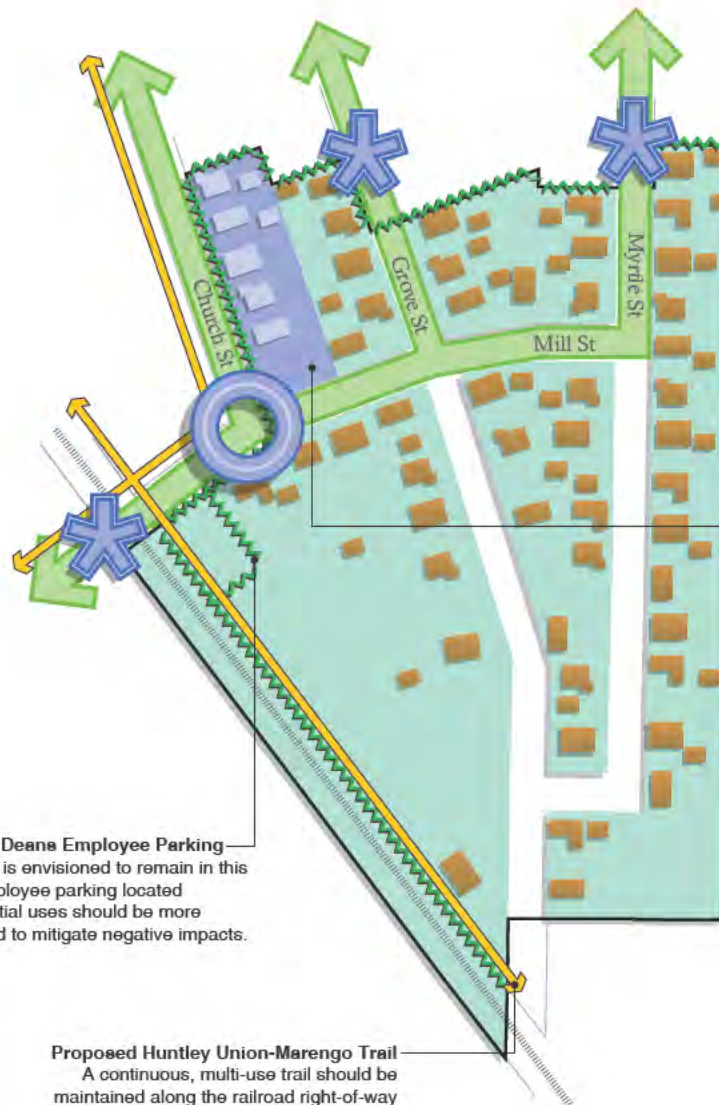 Church St
Grove St
Myrtle St
Mill St
Deans Employee Parking
is envisioned to remain in this
ployee parking located
tial uses should be more
d to mitigate negative impacts.
Proposed Huntley Union-Marengo Trail
A continuous, multi-use trail should be
maintained along the railroad right-of-way